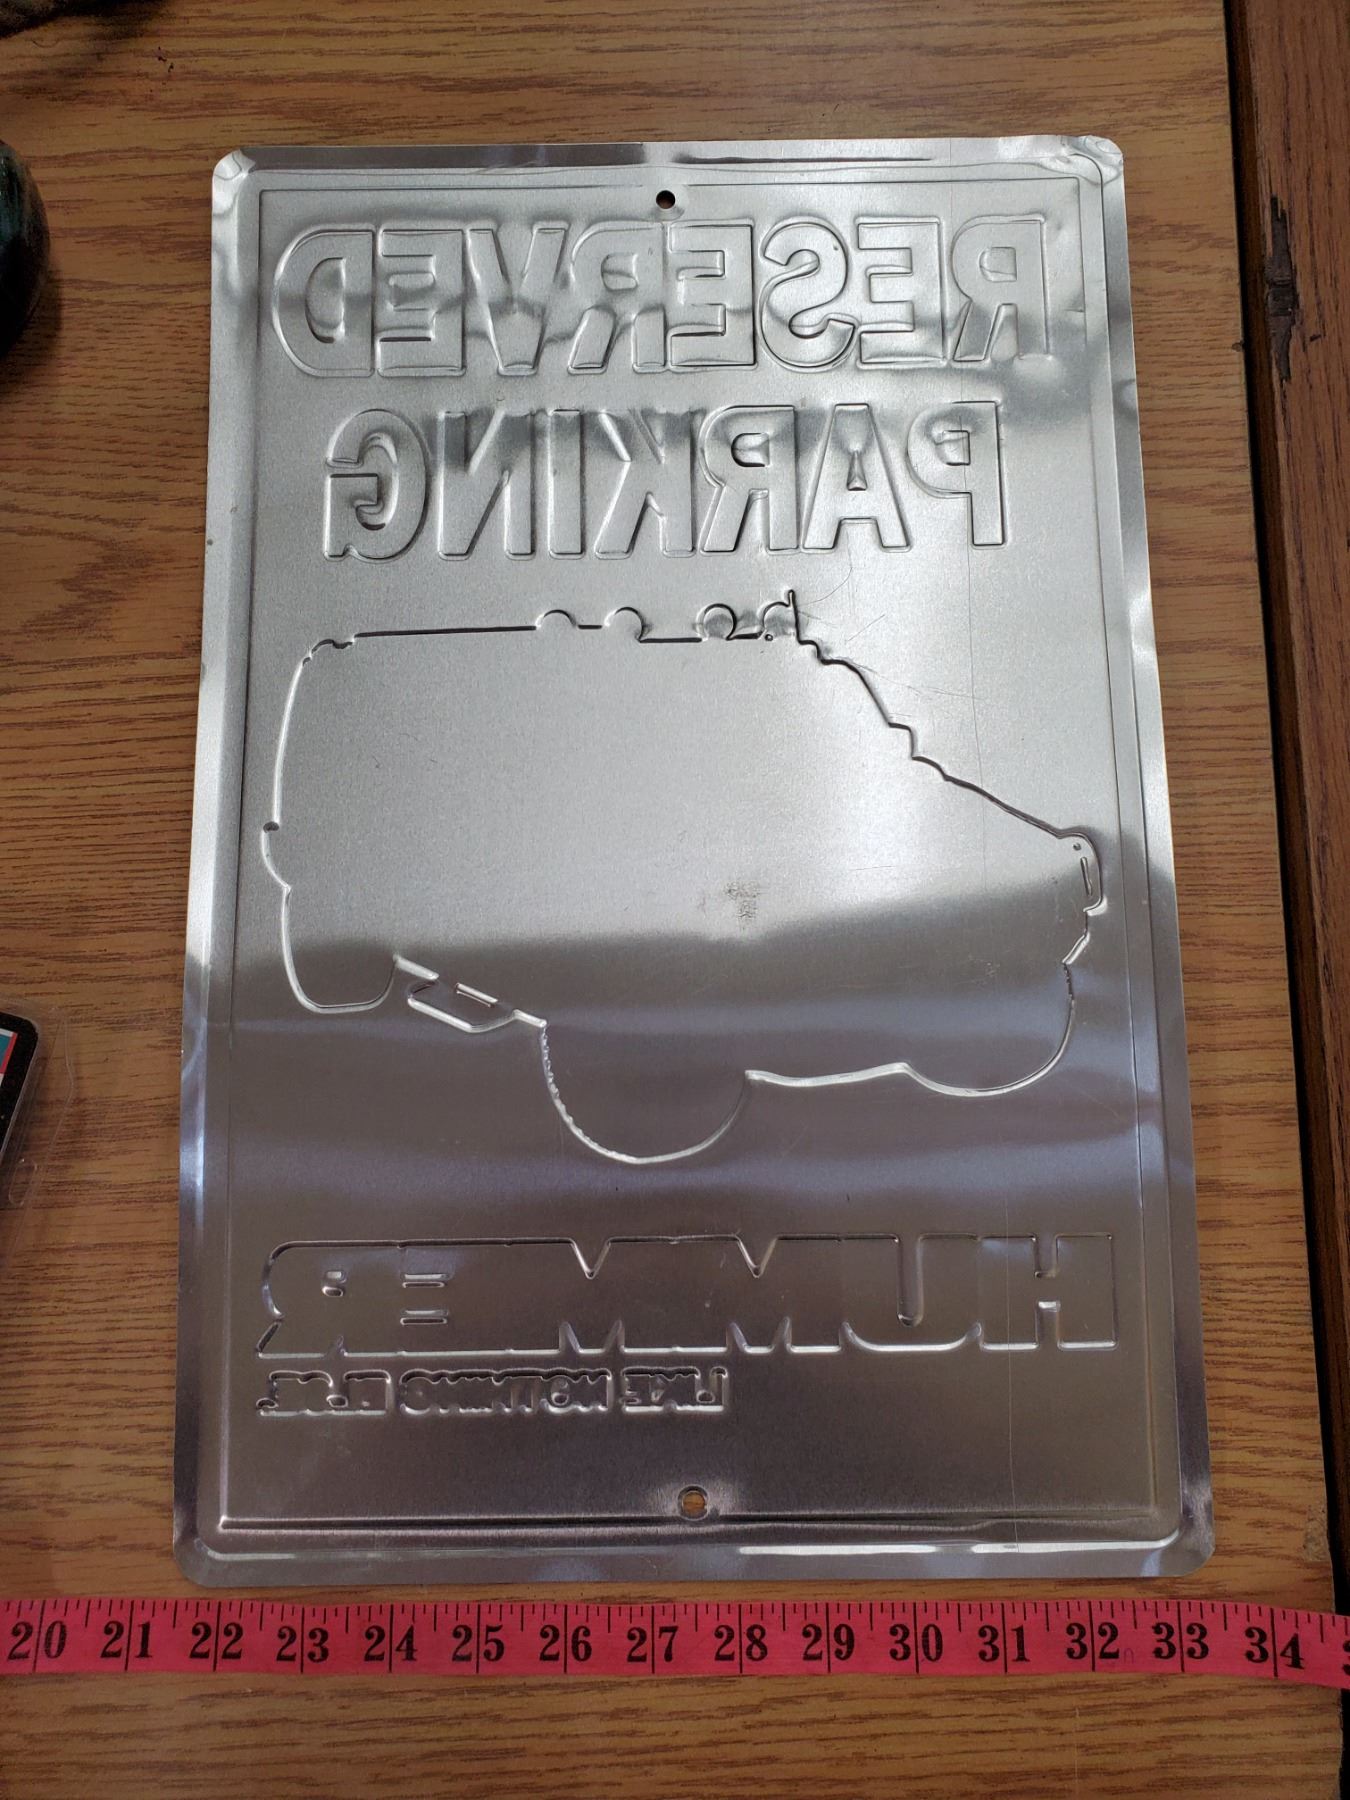 RESERVED
PARKING
HUMMER
LIKE NOTHING ELSE.
20 21 22 23 24 25 26 27 28 29 30 31 32 33 34